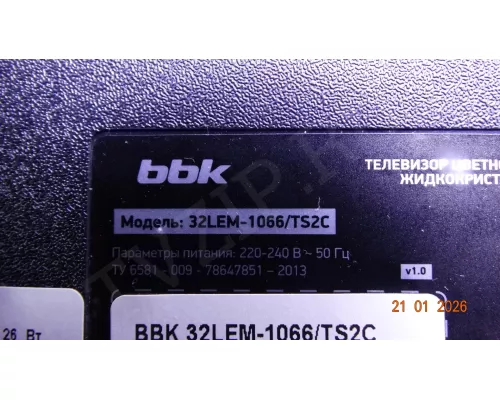 bbk
ТЕЛЕВИЗОР ЦВЕТНО
ЖИДКОКРИСТ
Модель: 32LEM-1066/TS2C
Параметры питания: 220-240 В ~ 50 Гц
ТУ 6581 - 009 - 78647851 - 2013
v1.0
21 01 2026
26 Вт
BBK 32LEM-1066/TS2C